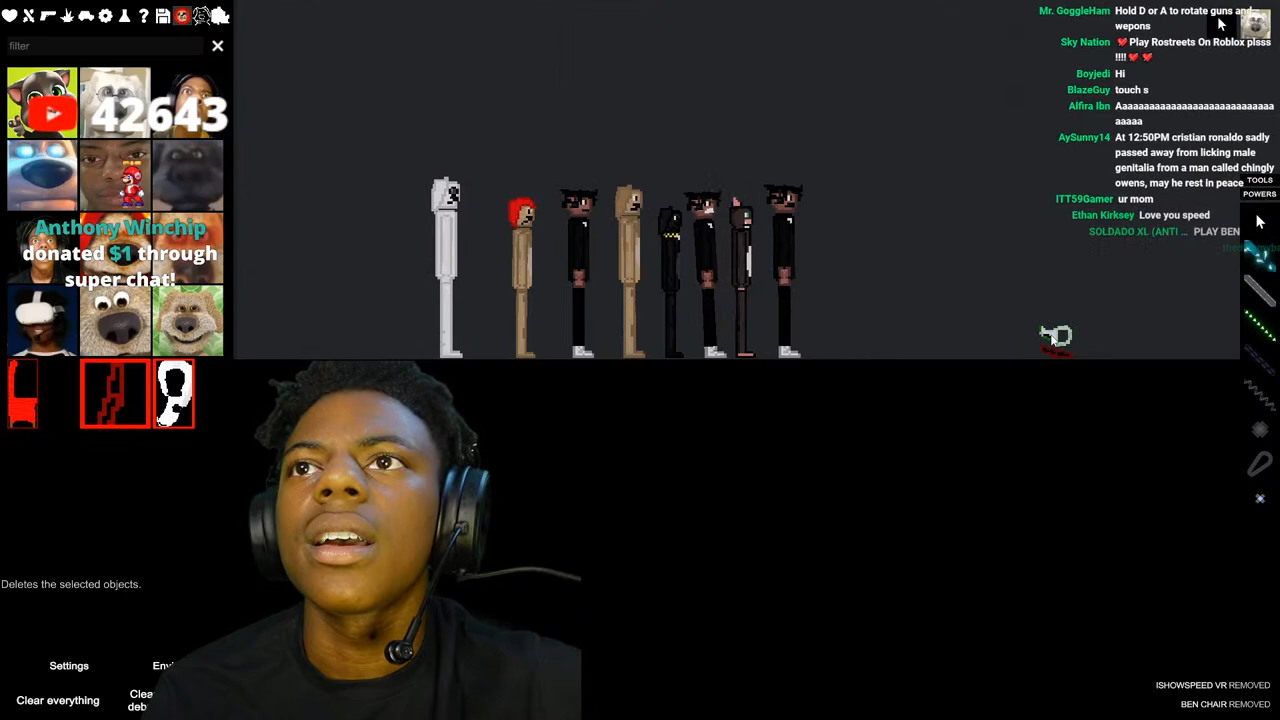 filter
42643
Anthony Winchip
donated $1 through
super chat!
Deletes the selected objects.
Settings
Clear everything
Mr. GoggleHam Hold D or A to rotate guns and
wepons
Sky Nation ❤️Play Rostreets On Roblox plsss
!!!!❤️ ❤️
Boyjedi Hi
BlazeGuy touch s
Alfira Ibn Aaaaaaaaaaaaaaaaaaaaaaaaaaaa
aaaaa
AySunny14 At 12:50PM cristian ronaldo sadly
passed away from licking male
genitalia from a man called chingly
owens, may he rest in peace
ITT59Gamer ur mom
Ethan Kirksey Love you speed
SOLDADO XL (ANTI ... PLAY BEN
TOOLS
POWERS
ISHOWSPEED VR REMOVED
BEN CHAIR REMOVED